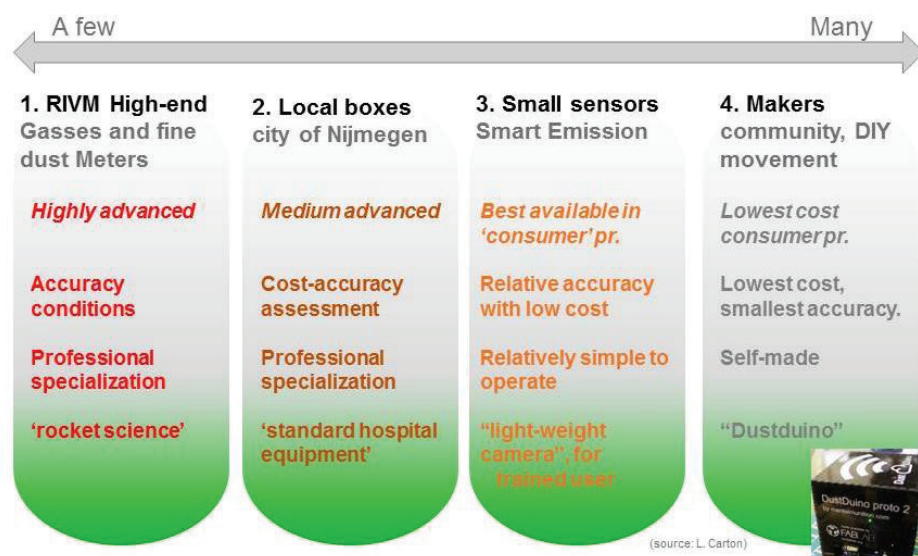 A few
Many
1. RIVM High-end
Gasses and fine
dust Meters
Highly advanced
Accuracy
conditions
Professional
specialization
‘rocket science’
2. Local boxes
city of Nijmegen
Medium advanced
Cost-accuracy
assessment
Professional
specialization
‘standard hospital
equipment’
3. Small sensors
Smart Emission
Best available in
‘consumer’ pr.
Relative accuracy
with low cost
Relatively simple to
operate
“light-weight
camera”, for
trained user
4. Makers
community, DIY
movement
Lowest cost
consumer pr.
Lowest cost,
smallest accuracy.
Self-made
“Dustduino”
DustDuino proto 2
FABLAB
(source: L. Carton)